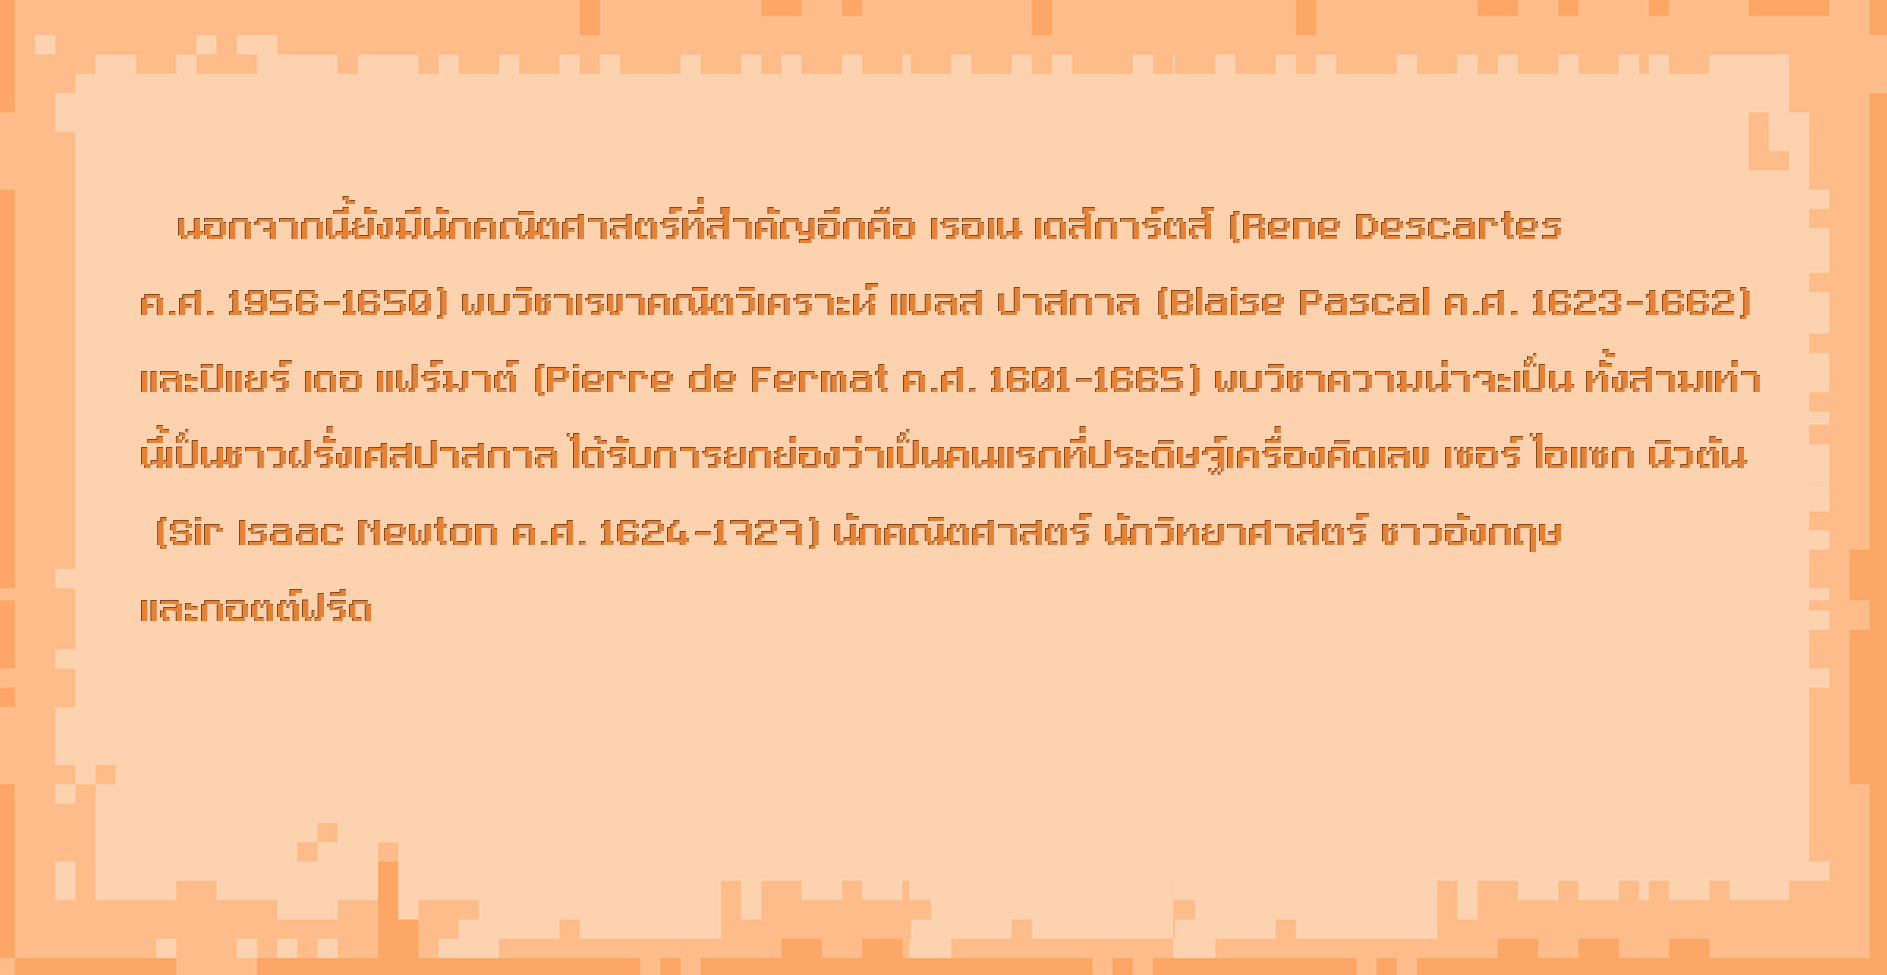 นอกจากนี้ยังมีนักคณิตศาสตร์ที่สำคัญอีกคือ เรอเน เดส์การ์ตส์ (Rene Descartes
ค.ศ. 1956-1650) พบวิชาเรขาคณิตวิเคราะห์ แบลส ปาสกาล (Blaise Pascal ค.ศ. 1623-1662)
และปิแยร์ เดอ แฟร์มาต์ (Pierre de Fermat ค.ศ. 1601-1665) พบวิชาความน่าจะเป็น ทั้งสามเท่า
นี้ป็นชาวฝรั่งเศสปาสกาล ได้รับการยกย่องว่าเป็นคนแรกที่ประดิษฐ์เครื่องคิดเลข เซอร์ ไอแซก นิวตัน
(Sir Isaac Newton ค.ศ. 1624-1727) นักคณิตศาสตร์ นักวิทยาศาสตร์ ชาวอังกฤษ
และกอตต์ฟรีด